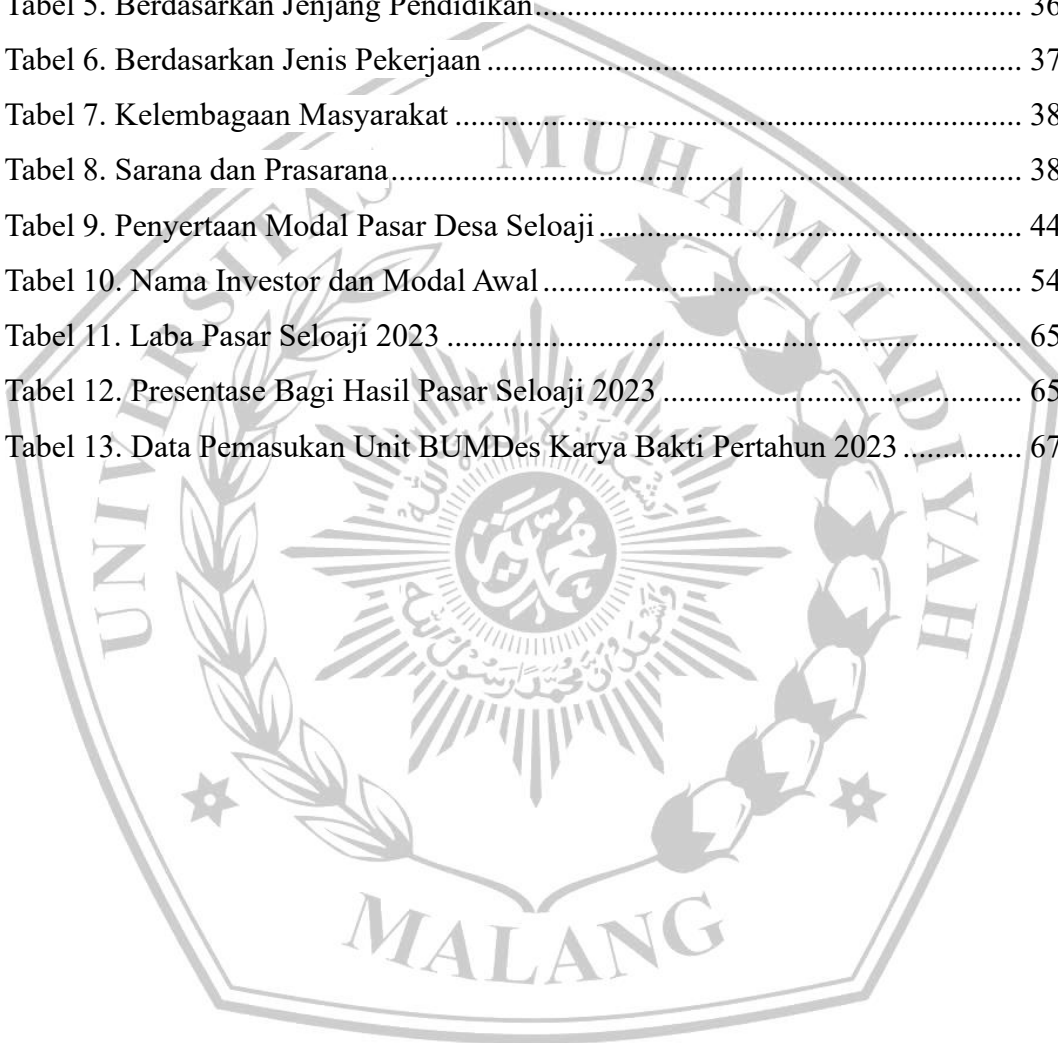 Tabel 5. Berdasarkan Jenjang Pendidikan........................................................ 36
Tabel 6. Berdasarkan Jenis Pekerjaan ............................................................. 37
Tabel 7. Kelembagaan Masyarakat ................................................................. 38
Tabel 8. Sarana dan Prasarana......................................................................... 38
Tabel 9. Penyertaan Modal Pasar Desa Seloaji ................................................ 44
Tabel 10. Nama Investor dan Modal Awal ...................................................... 54
Tabel 11. Laba Pasar Seloaji 2023 .................................................................. 65
Tabel 12. Presentase Bagi Hasil Pasar Seloaji 2023 ........................................ 65
Tabel 13. Data Pemasukan Unit BUMDes Karya Bakti Pertahun 2023 ............... 67
UNIVERSITAS MUHAMMADIYAH
MALANG